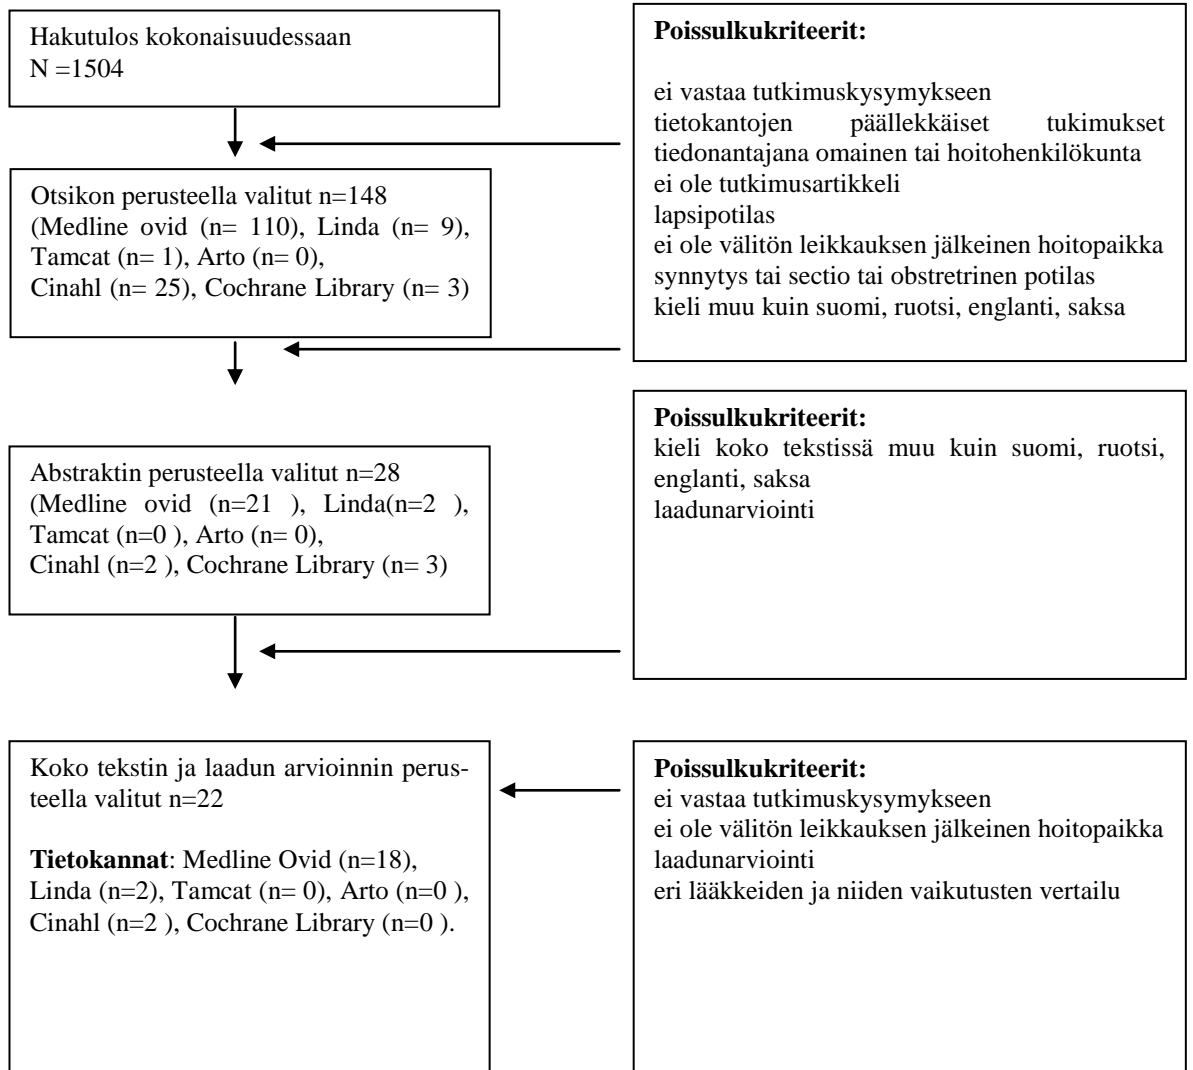 Hakutulos kokonaisuudessaan
N =1504
Poissulkukriteerit:
ei vastaa tutkimuskysymykseen
tietokantojen päällekkäiset tukimukset
tiedonantajana omainen tai hoitohenkilökunta
ei ole tutkimusartikkeli
lapsipotilas
ei ole välitön leikkauksen jälkeinen hoitopaikka
synnytys tai sectio tai obstretrinen potilas
kieli muu kuin suomi, ruotsi, englanti, saksa
Otsikon perusteella valitut n=148
(Medline ovid (n= 110), Linda (n= 9),
Tamcat (n= 1), Arto (n= 0),
Cinahl (n= 25), Cochrane Library (n= 3)
Poissulkukriteerit:
kieli koko tekstissä muu kuin suomi, ruotsi,
englanti, saksa
laadunarviointi
Abstraktin perusteella valitut n=28
(Medline ovid (n=21 ), Linda(n=2 ),
Tamcat (n=0 ), Arto (n= 0),
Cinahl (n=2 ), Cochrane Library (n= 3)
Koko tekstin ja laadun arvioinnin perus-
teella valitut n=22
Tietokannat: Medline Ovid (n=18),
Linda (n=2), Tamcat (n= 0), Arto (n=0 ),
Cinahl (n=2 ), Cochrane Library (n=0 ).
Poissulkukriteerit:
ei vastaa tutkimuskysymykseen
ei ole välitön leikkauksen jälkeinen hoitopaikka
laadunarviointi
eri lääkkeiden ja niiden vaikutusten vertailu